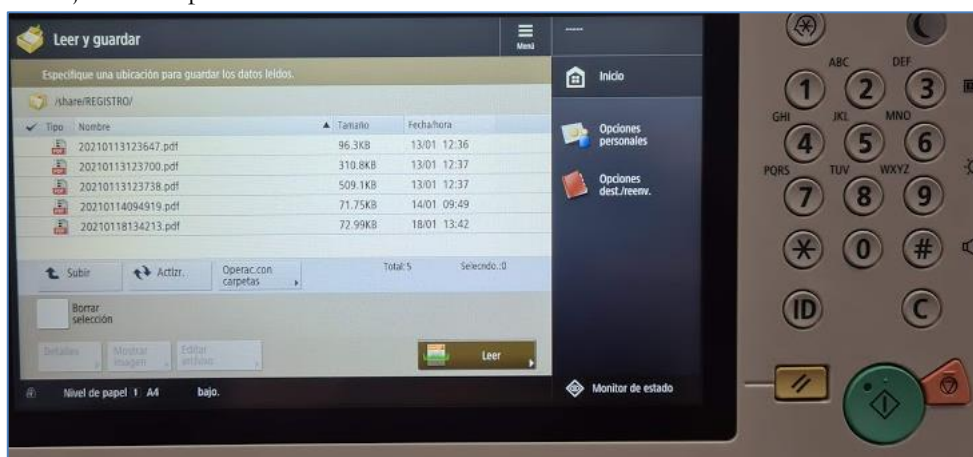 Leer y guardar
Menú
Especifique una ubicación para guardar los datos leídos.
/share/REGISTRO/
Tipo Nombre ▲ Tamaño Fecha/hora
20210113123647.pdf 96.3KB 13/01 12:36
20210113123700.pdf 310.8KB 13/01 12:37
20210113123738.pdf 509.1KB 13/01 12:37
20210114094919.pdf 71.75KB 14/01 09:49
20210118134213.pdf 72.99KB 18/01 13:42
Subir
Actlzr.
Operac.con
carpetas
Total:5 Selecndo.:0
Borrar
selección
Detalles
Mostrar
imagen
Editar
archivo
Leer
Nivel de papel 1 A4 bajo.
-----
Inicio
Opciones
personales
Opciones
dest./reenv.
Monitor de estado
ABC DEF
1 2 3
GHI JKL MNO
4 5 6
PQRS TUV WXYZ
7 8 9
0 #
ID C